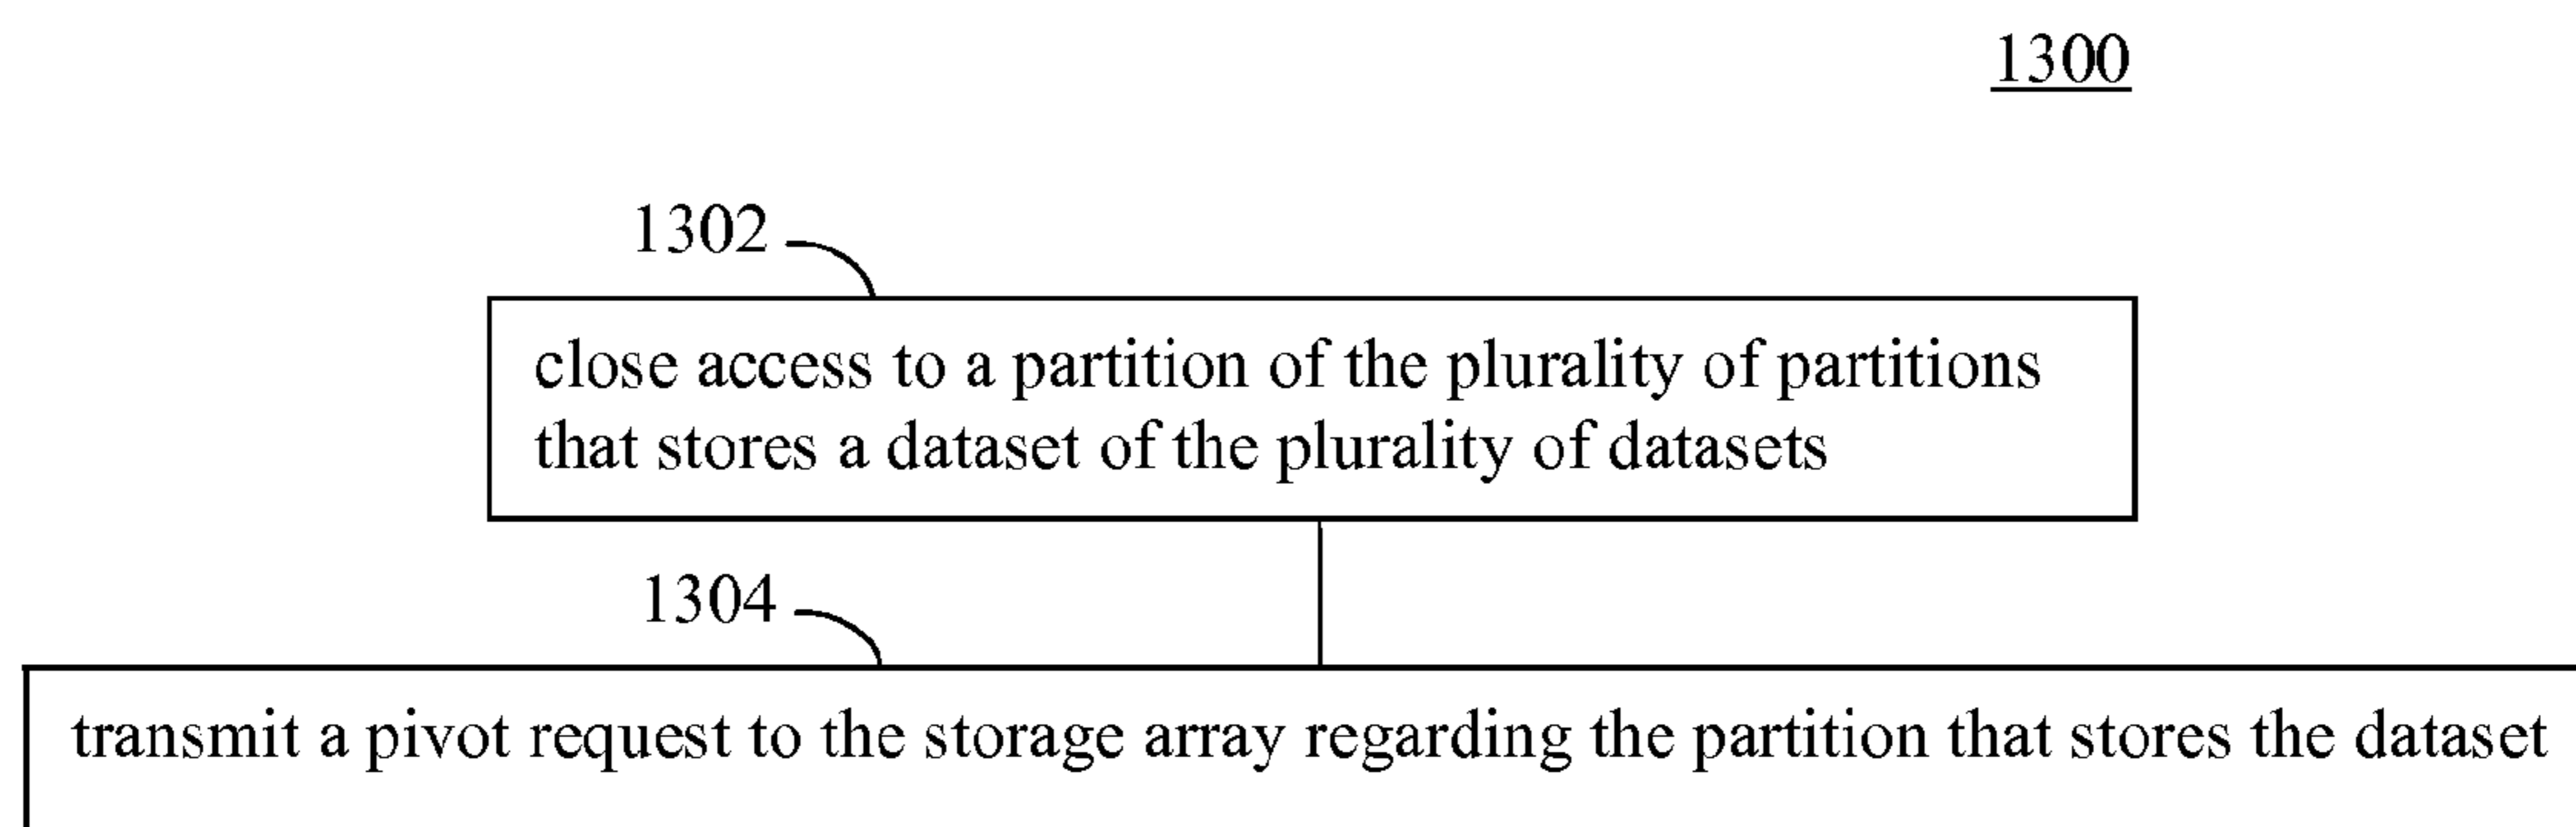 1300
1302
close access to a partition of the plurality of partitions
that stores a dataset of the plurality of datasets
1304
transmit a pivot request to the storage array regarding the partition that stores the dataset